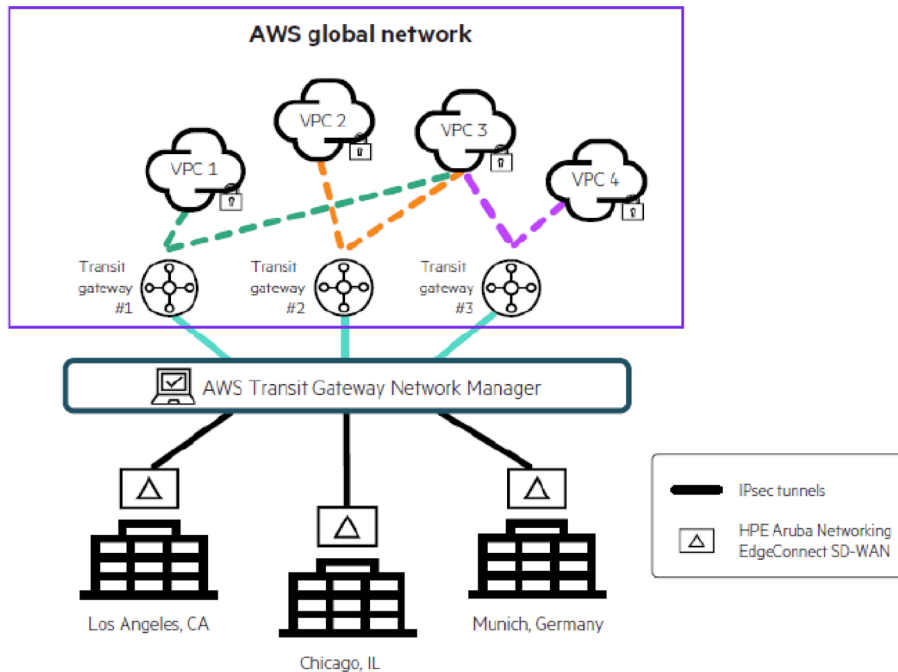 AWS global network
VPC 1
VPC 2
VPC 3
VPC 4
Transit
gateway
#1
Transit
gateway
#2
Transit
gateway
#3
AWS Transit Gateway Network Manager
Los Angeles, CA
Chicago, IL
Munich, Germany
IPsec tunnels
HPE Aruba Networking
EdgeConnect SD-WAN